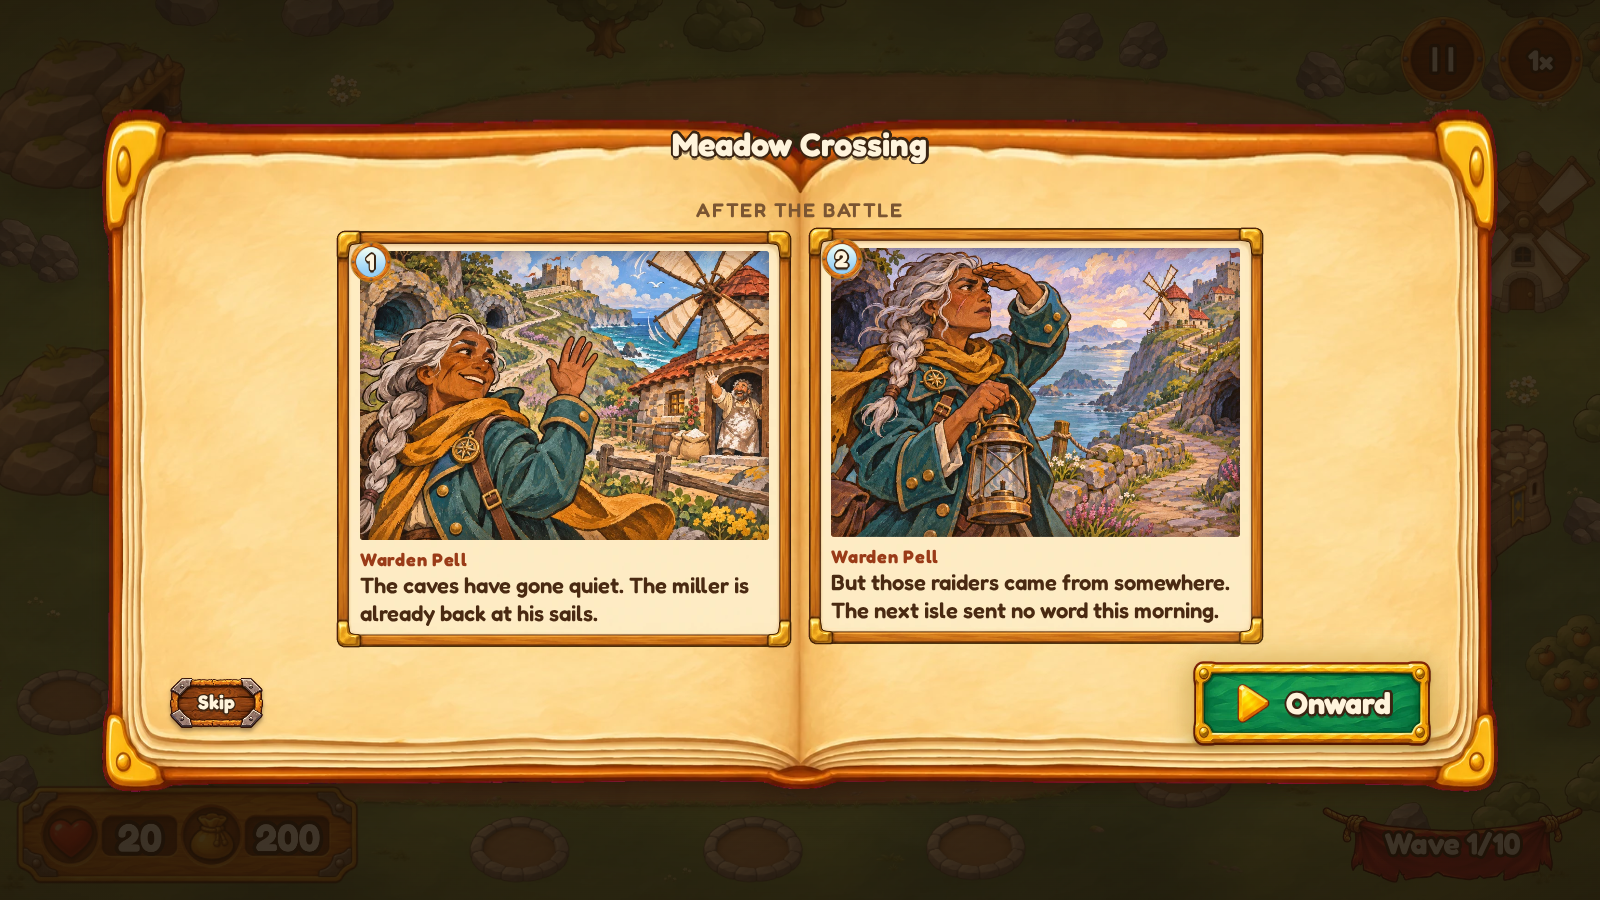 1x
Meadow Crossing
AFTER THE BATTLE
1
Warden Pell
The caves have gone quiet. The miller is
already back at his sails.
2
Warden Pell
But those raiders came from somewhere.
The next isle sent no word this morning.
Skip
Onward
20
200
Wave 1/10